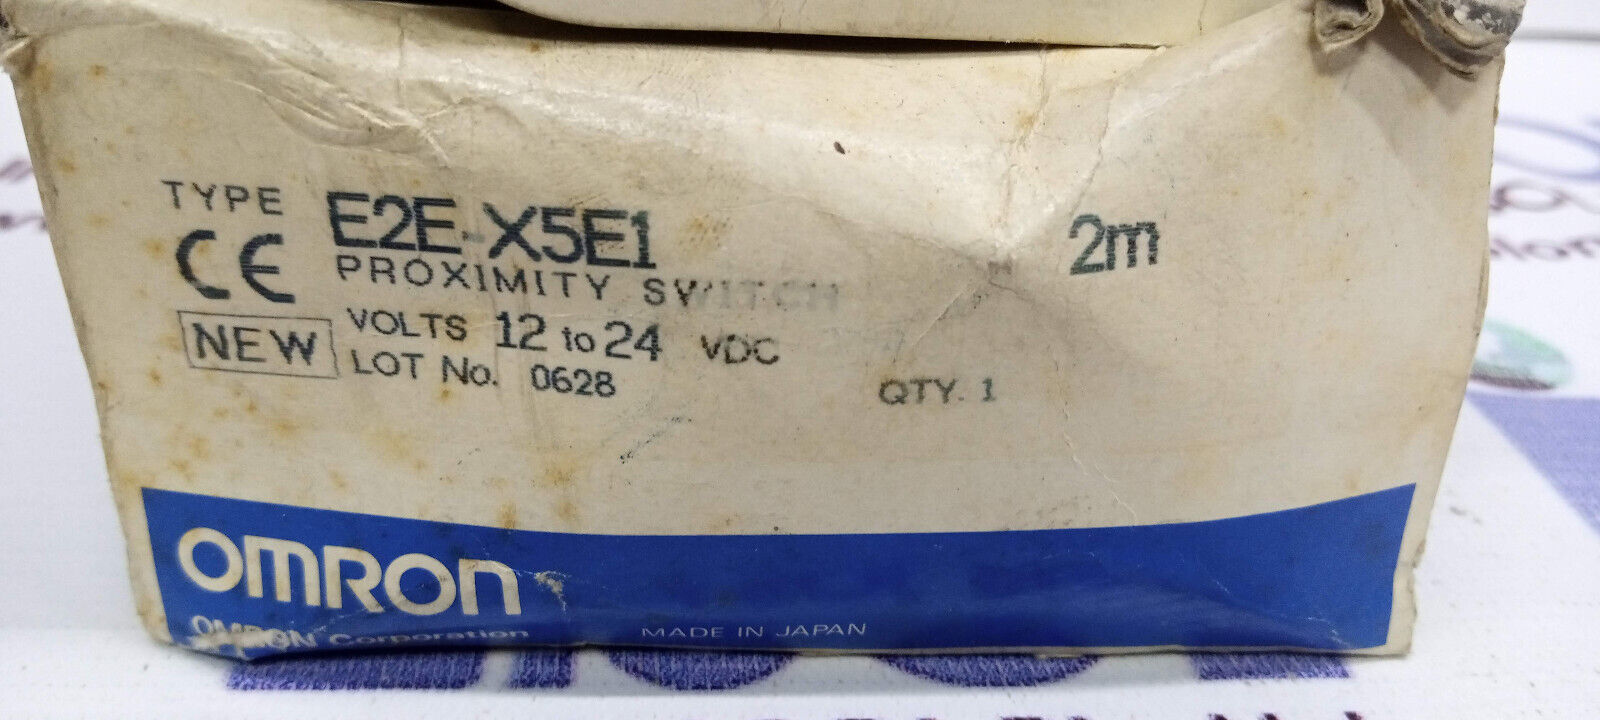 TYPE E2E-X5E1 2m
CE PROXIMITY SWITCH
NEW VOLTS 12 to 24 VDC
LOT No. 0628 QTY. 1
OMRON
OMRON Corporation MADE IN JAPAN